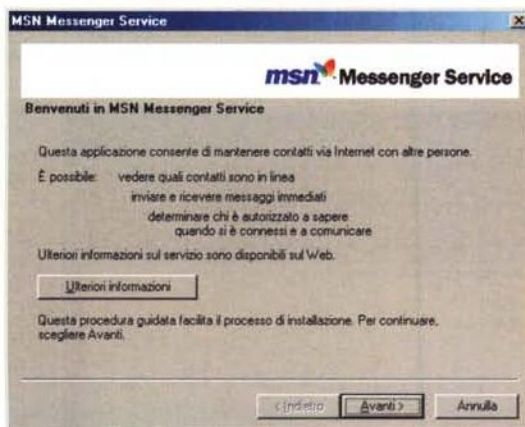 MSN Messenger Service
msn Messenger Service
Benvenuti in MSN Messenger Service
Questa applicazione consente di mantenere contatti via Internet con altre persone.
È possibile: vedere quali contatti sono in linea
inviare e ricevere messaggi immediati
determinare chi è autorizzato a sapere
quando si è connessi e a comunicare
Ulteriori informazioni sul servizio sono disponibili sul Web.
Ulteriori informazioni
Questa procedura guidata facilita il processo di installazione. Per continuare,
scegliere Avanti.
< Indietro Avanti > Annulla